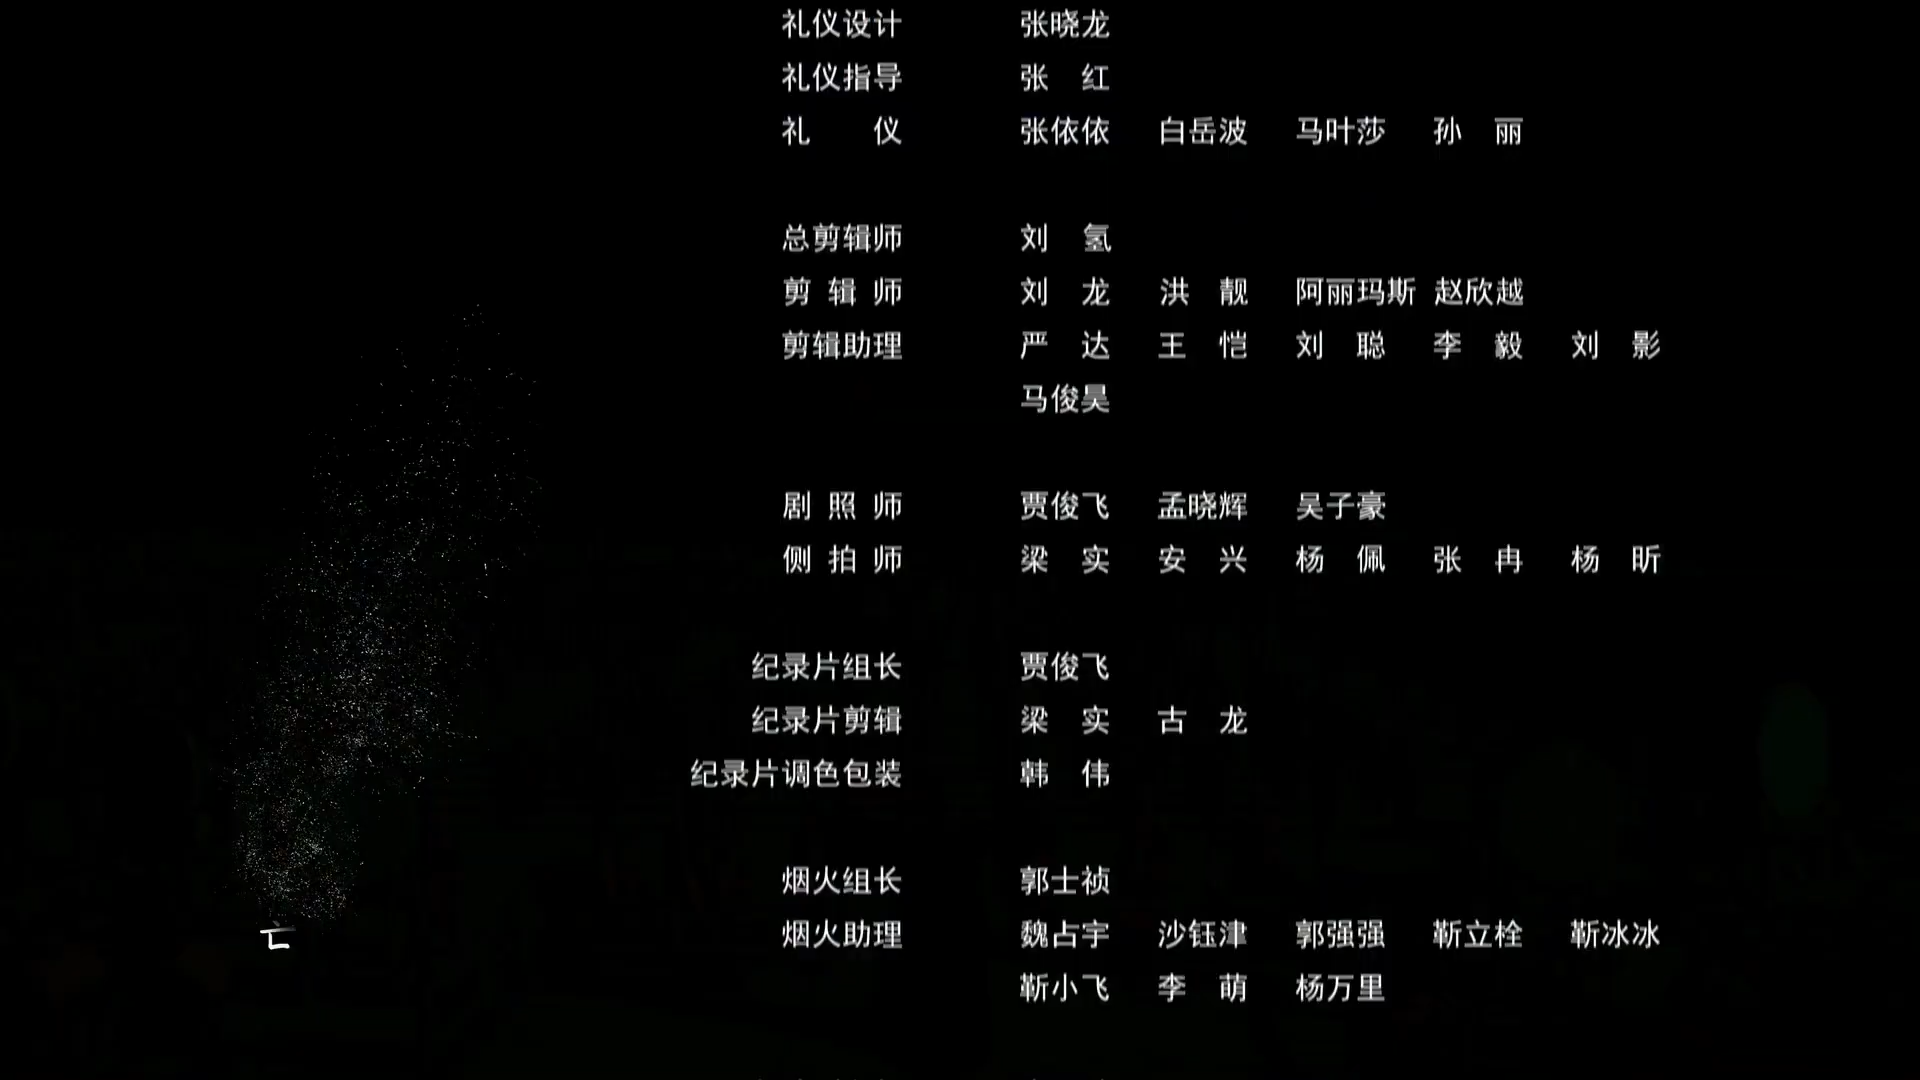 礼仪设计 张晓龙
礼仪指导 张 红
礼 仪 张依依 白岳波 马叶莎 孙 丽
总剪辑师 刘 氢
剪辑师 刘 龙 洪 靓 阿丽玛斯 赵欣越
剪辑助理 严 达 王 恺 刘 聪 李 毅 刘 影
马俊昊
剧照师 贾俊飞 孟晓辉 吴子豪
侧拍师 梁 实 安 兴 杨 佩 张 冉 杨 昕
纪录片组长 贾俊飞
纪录片剪辑 梁 实 古 龙
纪录片调色包装 韩 伟
烟火组长 郭士祯
烟火助理 魏占宇 沙钰津 郭强强 靳立栓 靳冰冰
靳小飞 李 萌 杨万里